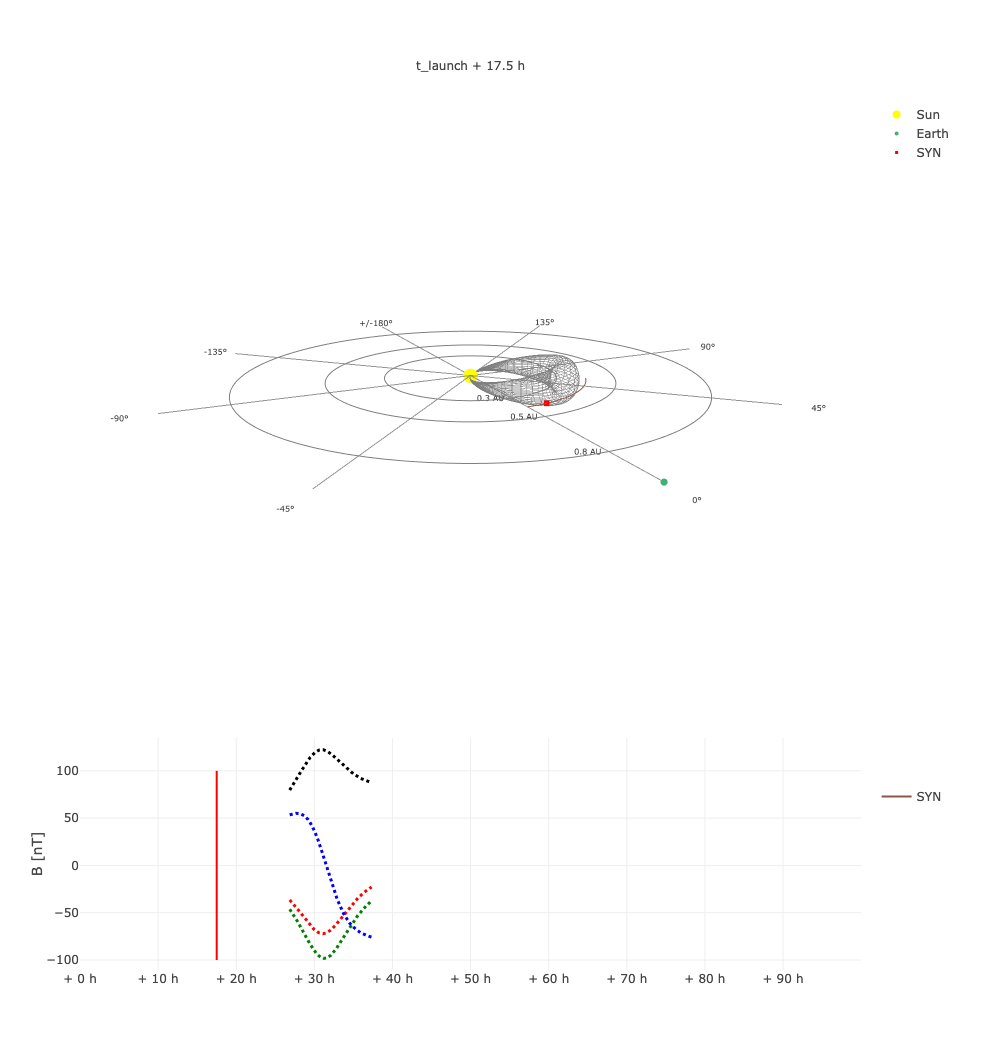 t_launch + 17.5 h
Sun
Earth
SYN
+/-180°
135°
-135°
90°
0.3 AU
-90°
45°
0.5 AU
0.8 AU
0°
-45°
100
50
0
−50
−100
B [nT]
SYN
+ 0 h
+ 10 h
+ 20 h
+ 30 h
+ 40 h
+ 50 h
+ 60 h
+ 70 h
+ 80 h
+ 90 h